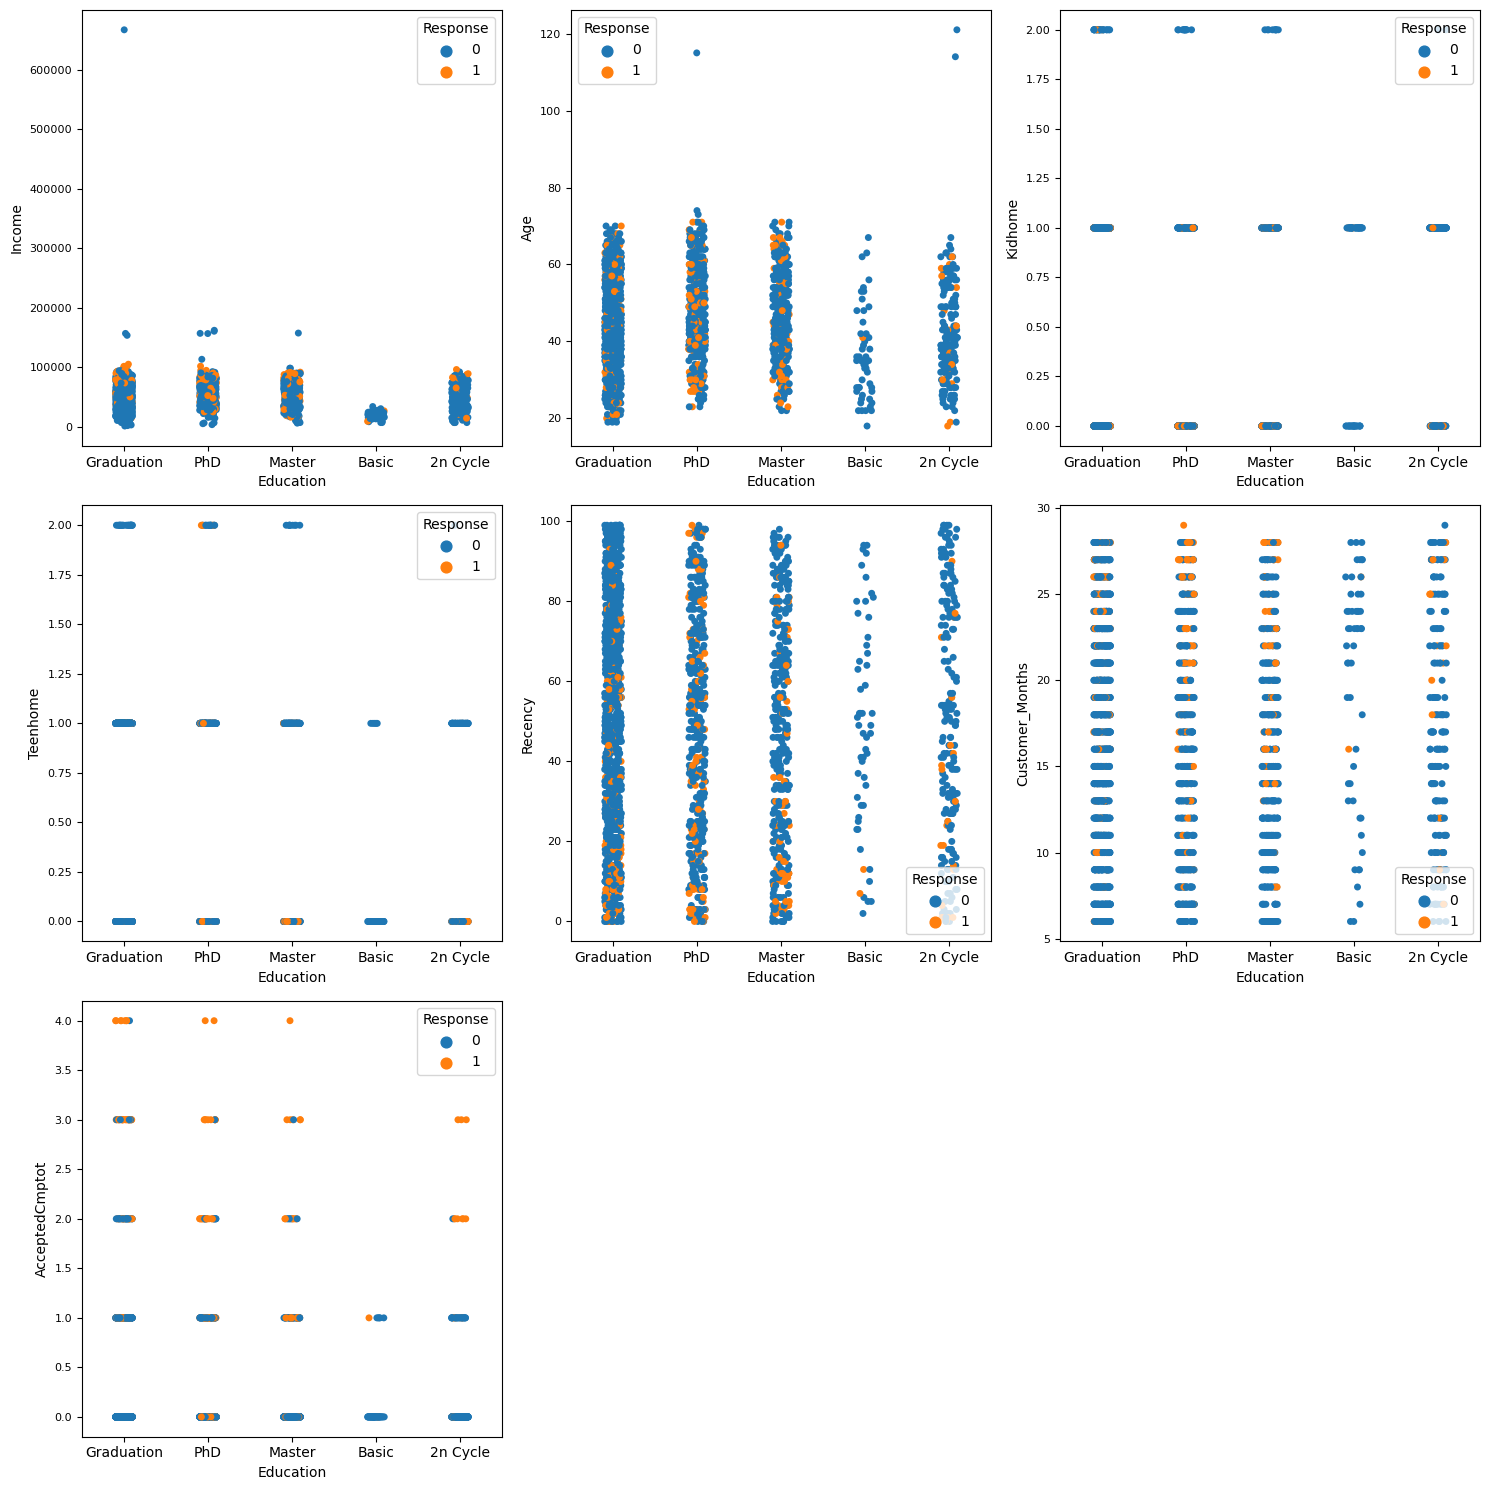 Response
0
1
600000
500000
400000
300000
200000
100000
0
Income
Graduation PhD Master Basic 2n Cycle
Education
Response
0
1
120
100
80
60
40
20
Age
Graduation PhD Master Basic 2n Cycle
Education
Response
0
1
2.00
1.75
1.50
1.25
1.00
0.75
0.50
0.25
0.00
Kidhome
Graduation PhD Master Basic 2n Cycle
Education
Response
0
1
2.00
1.75
1.50
1.25
1.00
0.75
0.50
0.25
0.00
Teenhome
Graduation PhD Master Basic 2n Cycle
Education
100
80
60
40
20
0
Recency
Response
0
1
Graduation PhD Master Basic 2n Cycle
Education
30
25
20
15
10
5
Customer_Months
Response
0
1
Graduation PhD Master Basic 2n Cycle
Education
Response
0
1
4.0
3.5
3.0
2.5
2.0
1.5
1.0
0.5
0.0
AcceptedCmptot
Graduation PhD Master Basic 2n Cycle
Education